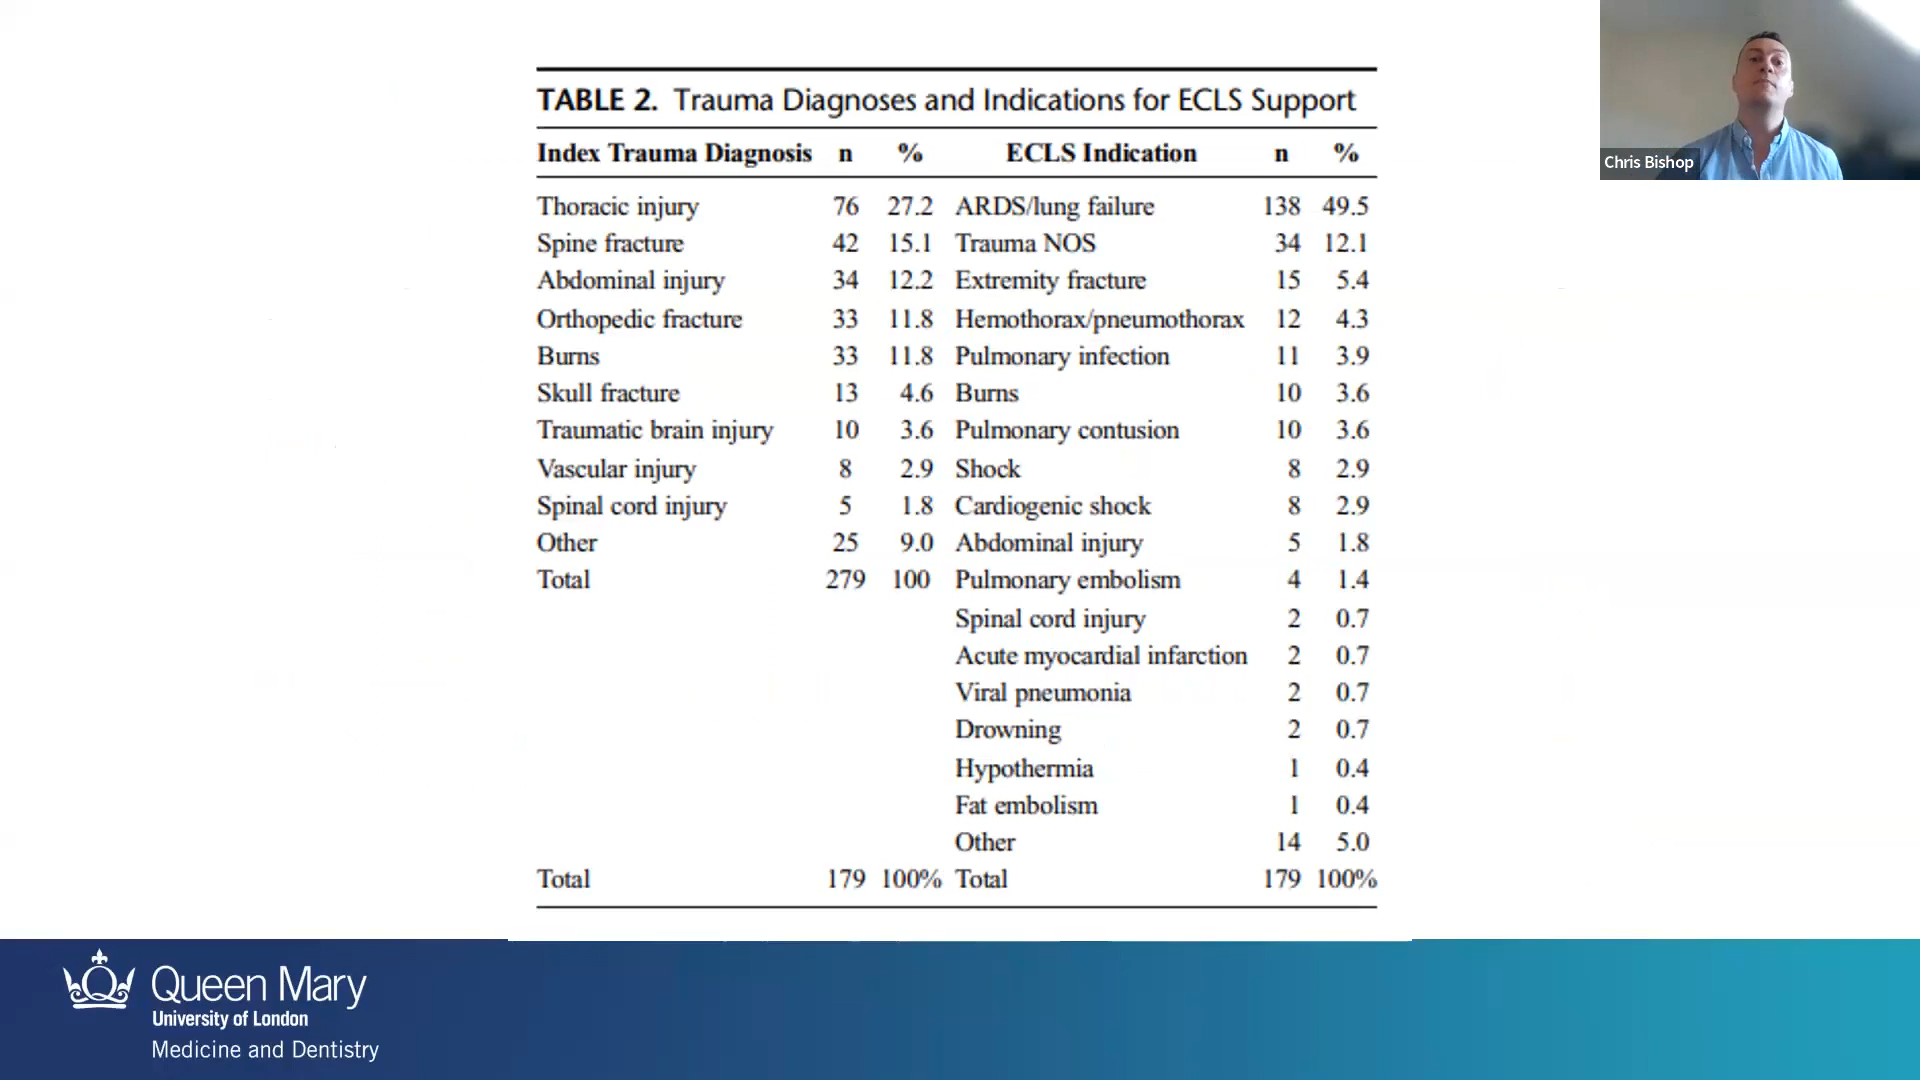 TABLE 2. Trauma Diagnoses and Indications for ECLS Support
Index Trauma Diagnosis n % ECLS Indication n %
Thoracic injury 76 27.2 ARDS/lung failure 138 49.5
Spine fracture 42 15.1 Trauma NOS 34 12.1
Abdominal injury 34 12.2 Extremity fracture 15 5.4
Orthopedic fracture 33 11.8 Hemothorax/pneumothorax 12 4.3
Burns 33 11.8 Pulmonary infection 11 3.9
Skull fracture 13 4.6 Burns 10 3.6
Traumatic brain injury 10 3.6 Pulmonary contusion 10 3.6
Vascular injury 8 2.9 Shock 8 2.9
Spinal cord injury 5 1.8 Cardiogenic shock 8 2.9
Other 25 9.0 Abdominal injury 5 1.8
Total 279 100 Pulmonary embolism 4 1.4
Spinal cord injury 2 0.7
Acute myocardial infarction 2 0.7
Viral pneumonia 2 0.7
Drowning 2 0.7
Hypothermia 1 0.4
Fat embolism 1 0.4
Other 14 5.0
Total 179 100% Total 179 100%
Chris Bishop
Queen Mary
University of London
Medicine and Dentistry